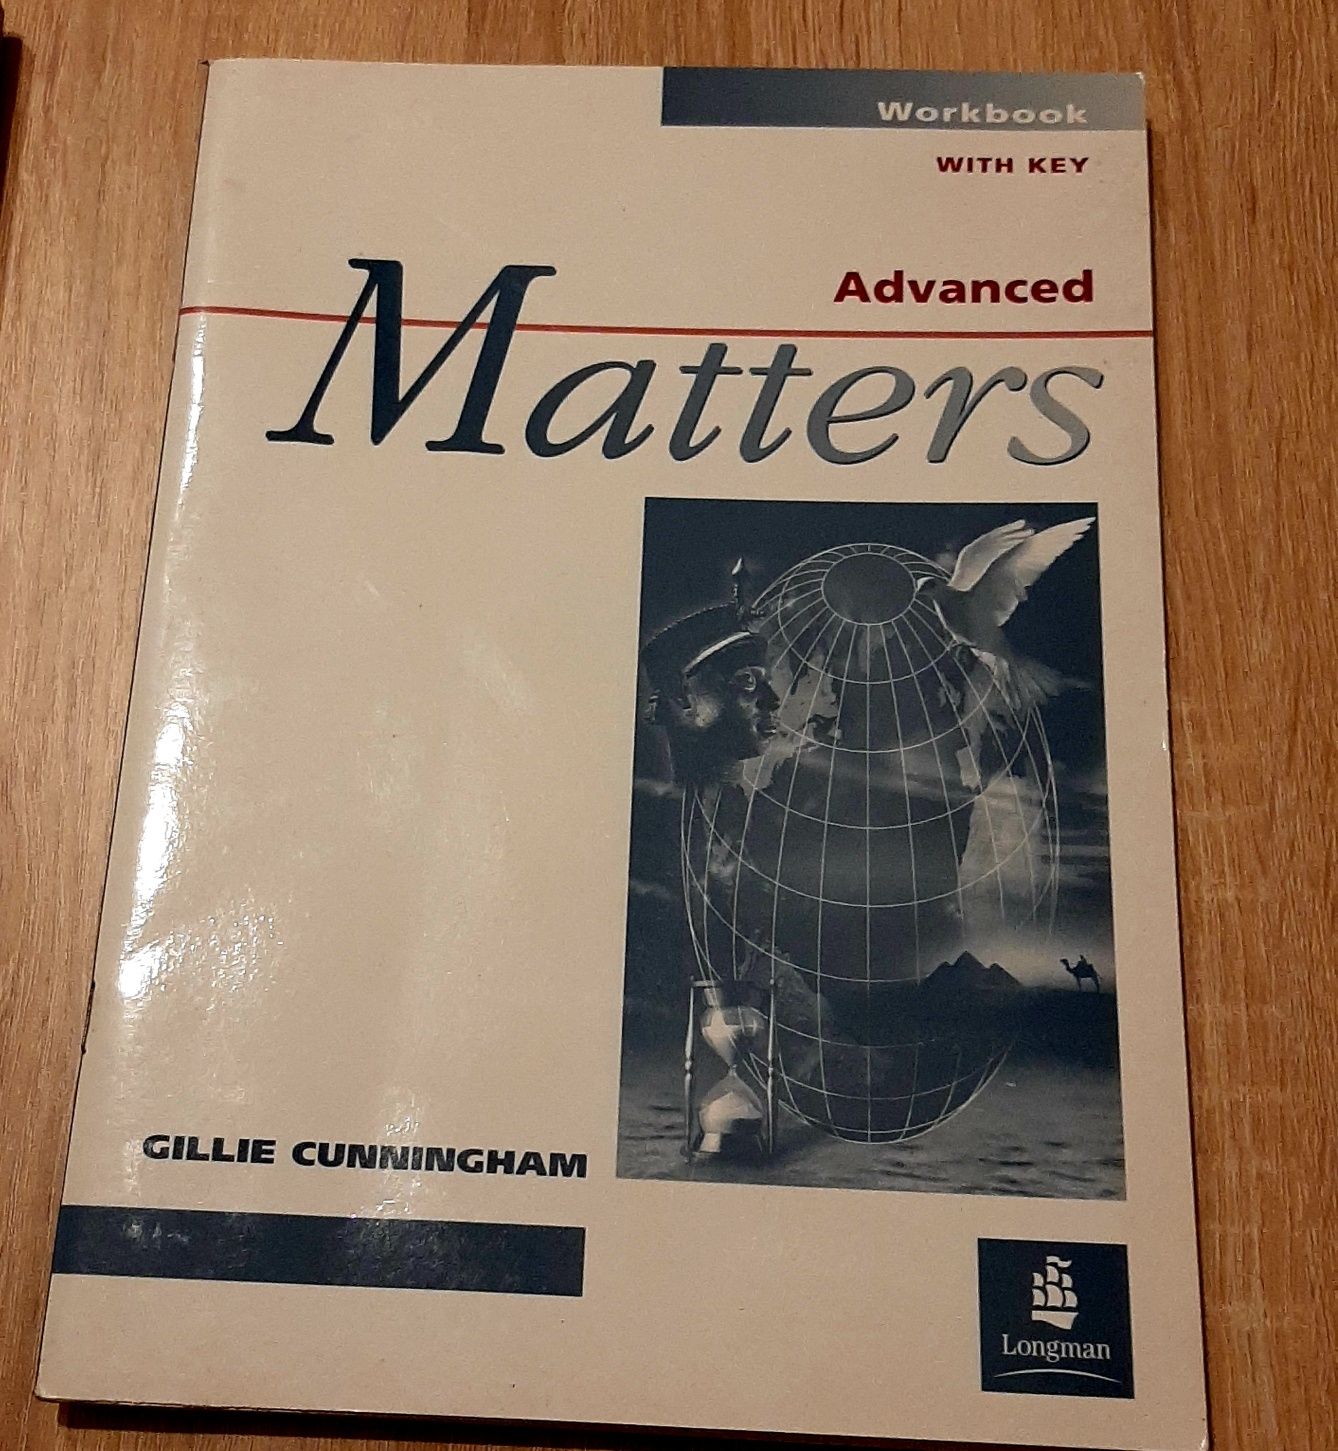 Workbook
WITH KEY
Advanced
Matters
GILLIE CUNNINGHAM
Longman